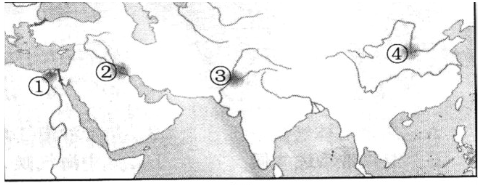 ① ② ③ ④